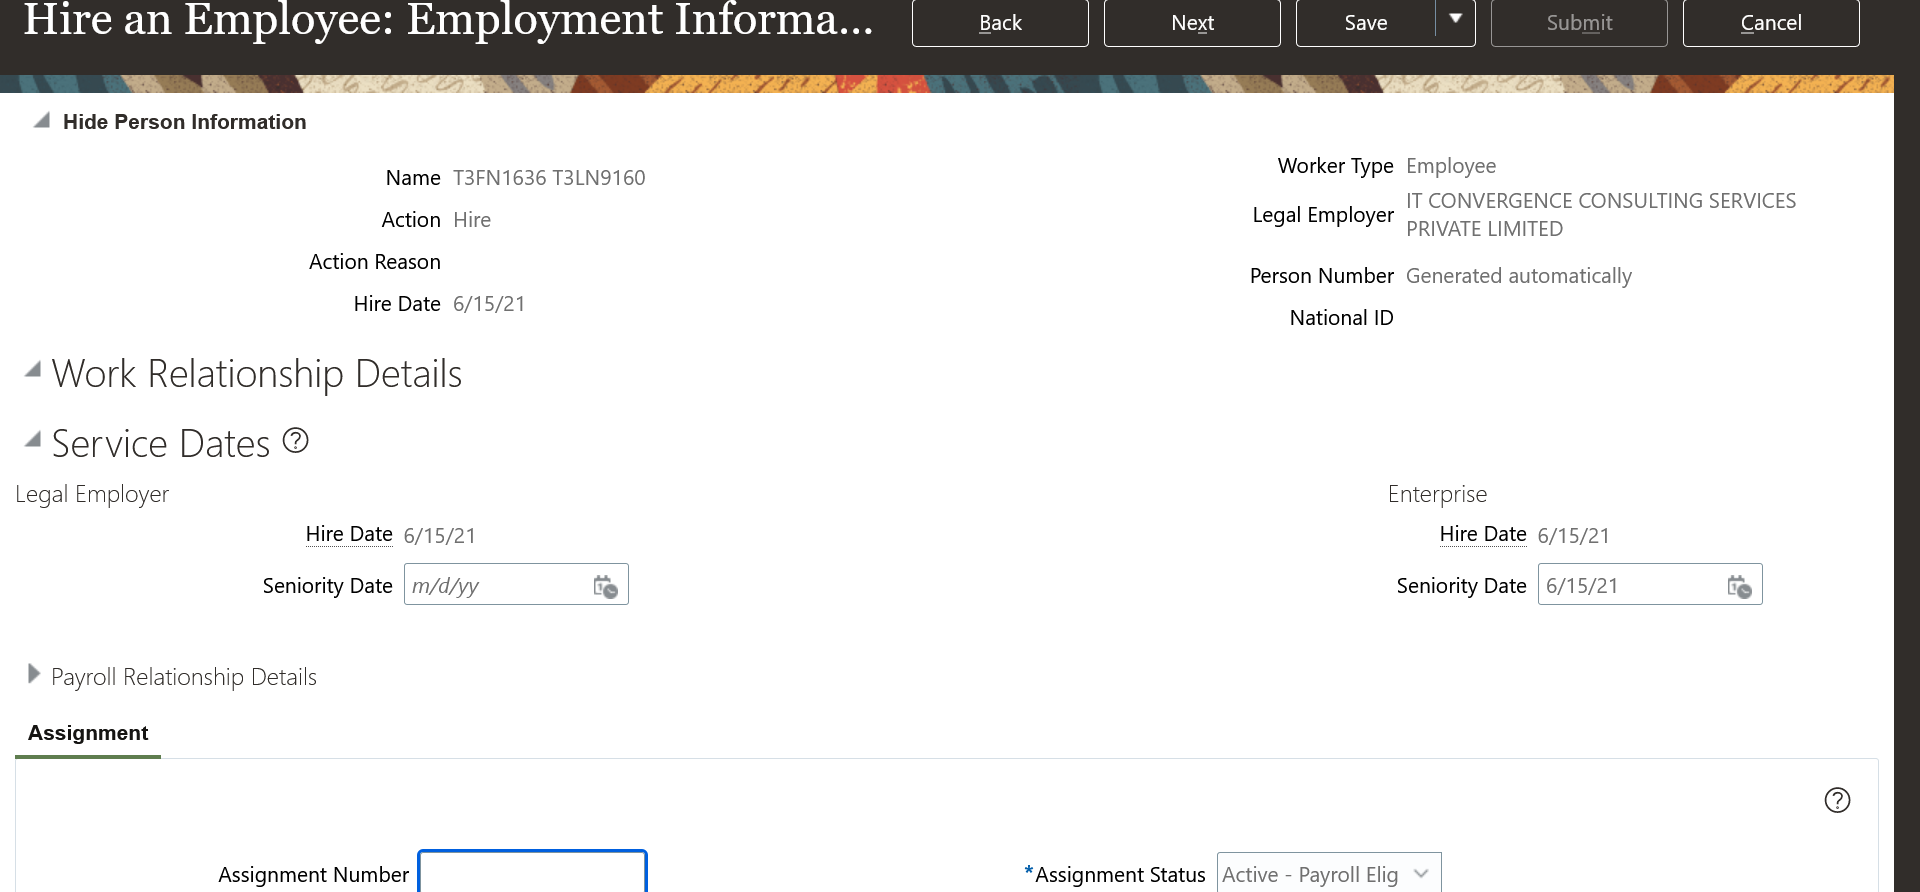 Hire an Employee: Employment Informa...
Back
Next
Save
Submit
Cancel
Hide Person Information
Name T3FN1636 T3LN9160
Action Hire
Action Reason
Hire Date 6/15/21
Worker Type Employee
Legal Employer IT CONVERGENCE CONSULTING SERVICES
PRIVATE LIMITED
Person Number Generated automatically
National ID
Work Relationship Details
Service Dates
Legal Employer
Hire Date 6/15/21
Seniority Date m/d/yy
Enterprise
Hire Date 6/15/21
Seniority Date 6/15/21
Payroll Relationship Details
Assignment
Assignment Number
*Assignment Status Active - Payroll Elig